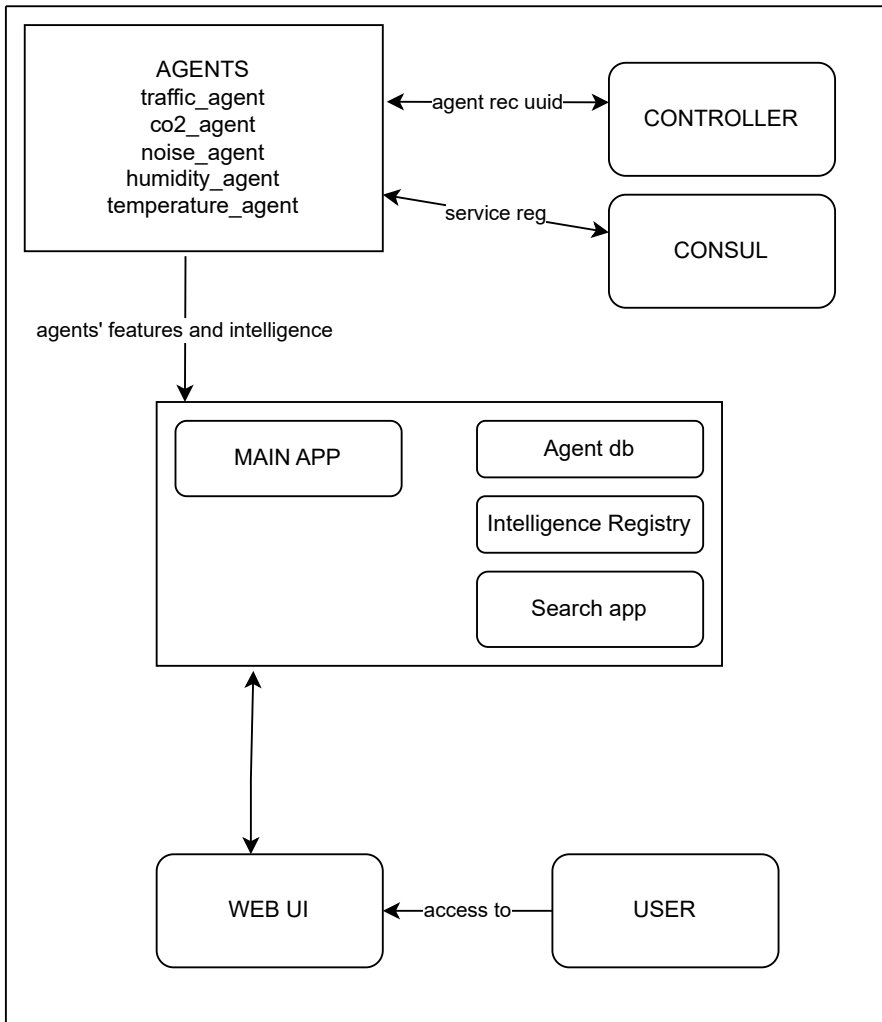 AGENTS
traffic_agent
co2_agent
noise_agent
humidity_agent
temperature_agent
agent rec uuid
CONTROLLER
service reg
CONSUL
agents' features and intelligence
MAIN APP
Agent db
Intelligence Registry
Search app
WEB UI
access to
USER